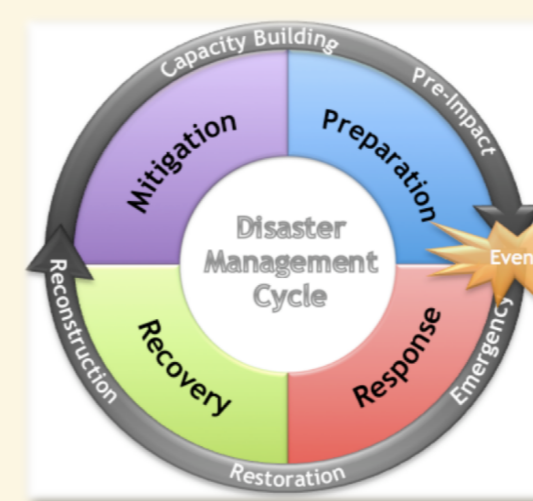 Capacity Building
Pre-Impact
Mitigation
Preparation
Disaster
Management
Cycle
Even
Reconstruction
Recovery
Response
Emergency
Restoration